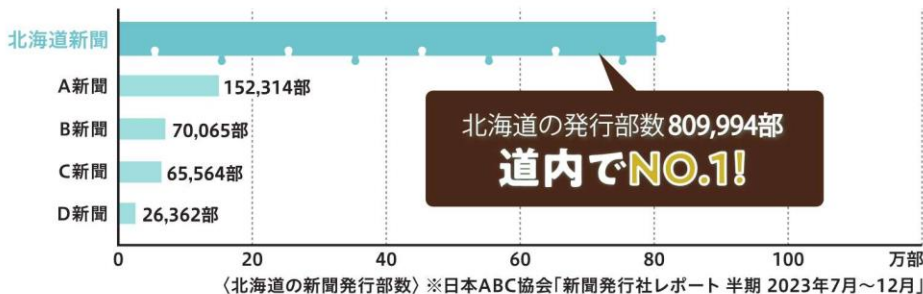 北海道新聞
北海道の発行部数 809,994部
道内でNO.1!
A新聞 152,314部
B新聞 70,065部
C新聞 65,564部
D新聞 26,362部
0 20 40 60 80 100 万部
〈北海道の新聞発行部数〉 ※日本ABC協会「新聞発行社レポート 半期 2023年7月〜12月」